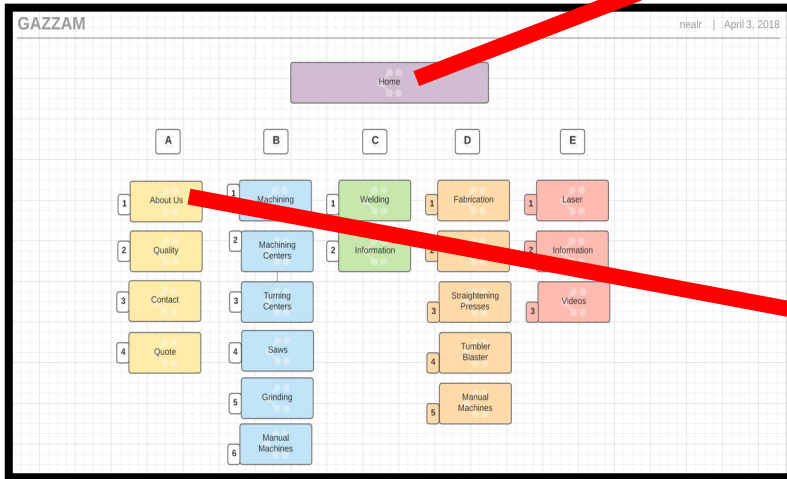 GAZZAM
nealr | April 3, 2018
Home
A
B
C
D
E
1
About Us
1
Machining
1
Welding
1
Fabrication
1
Laser
2
Quality
2
Machining
Centers
2
Information
2
Information
3
Contact
3
Turning
Centers
3
Straightening
Presses
3
Videos
4
Quote
4
Saws
4
Tumbler
Blaster
5
Grinding
5
Manual
Machines
6
Manual
Machines